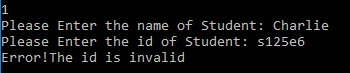 1
Please Enter the name of Student: Charlie
Please Enter the id of Student: s125e6
Error!The id is invalid